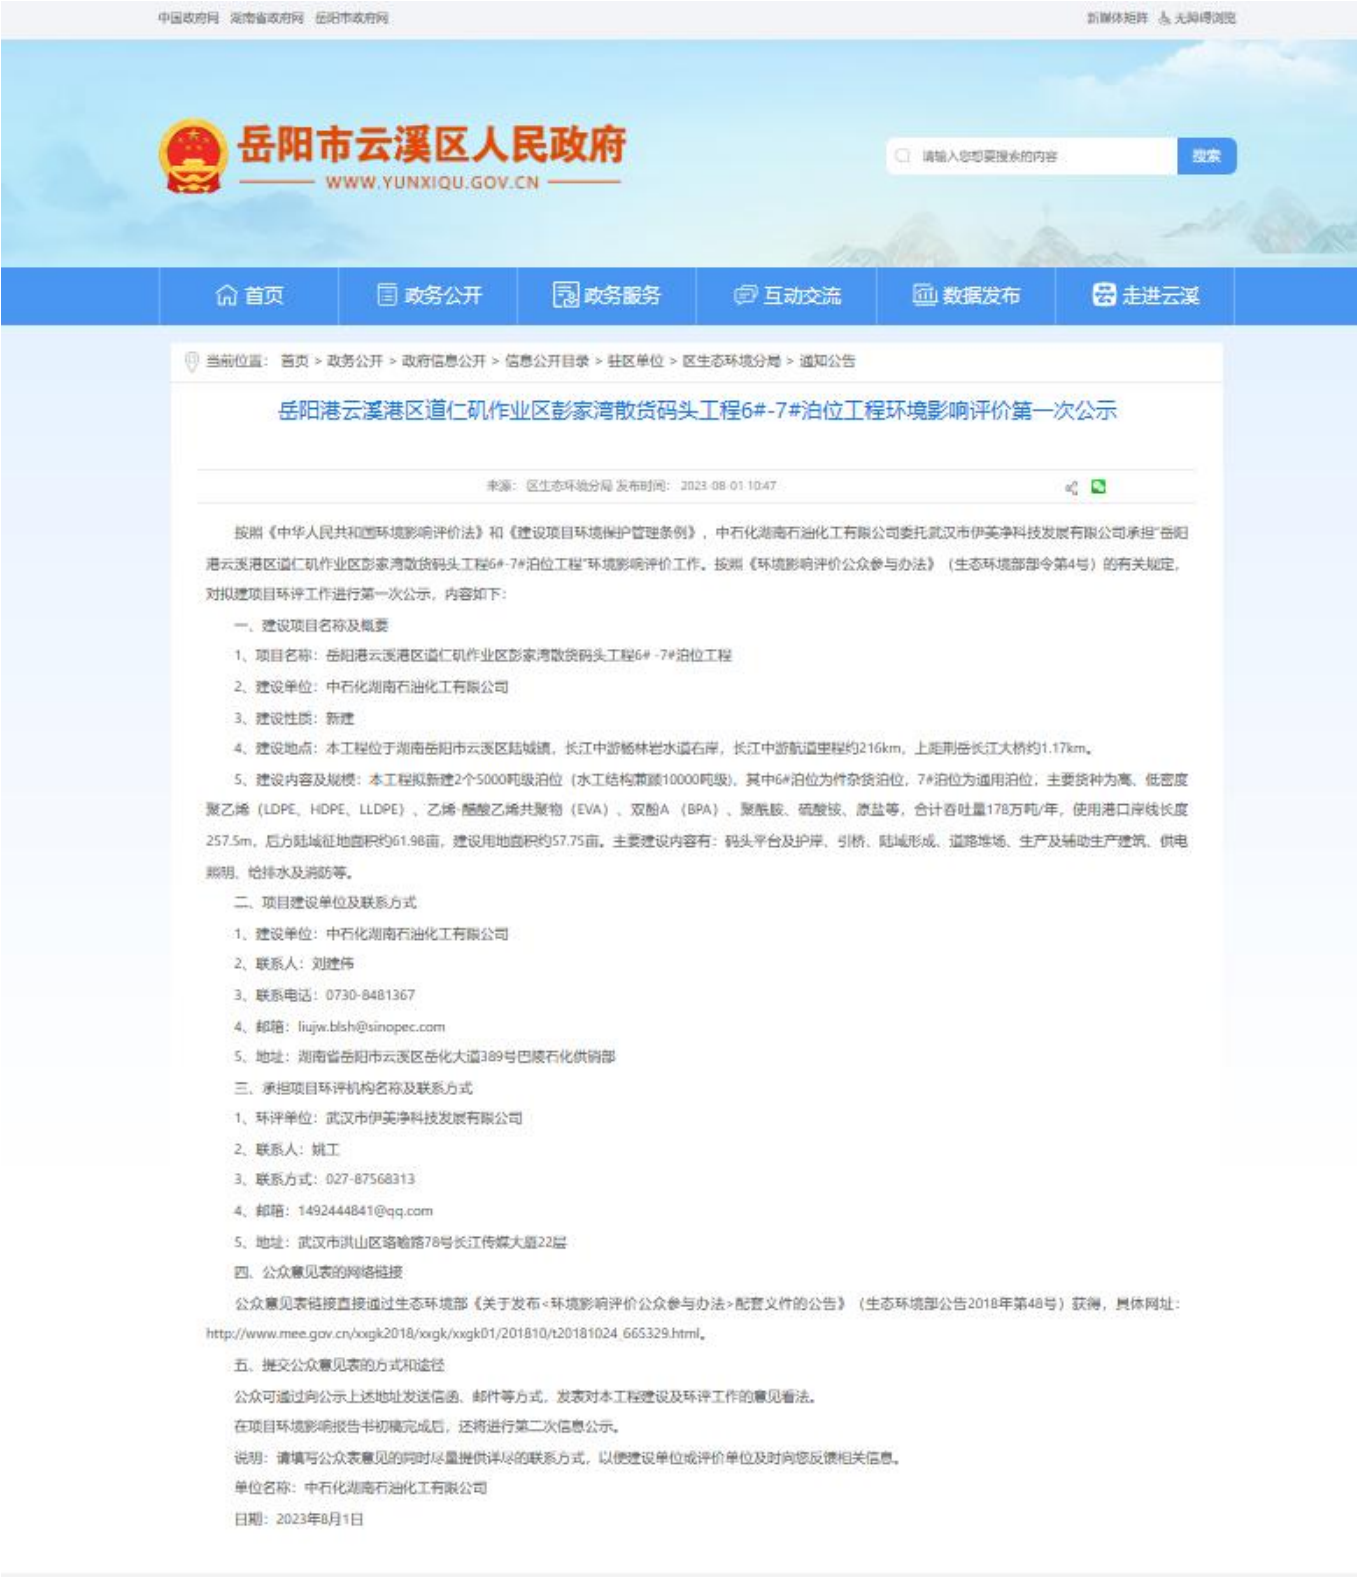 中国政府网 湖南省政府网 岳阳市政府网
新媒体矩阵 无障碍浏览
岳阳市云溪区人民政府
WWW.YUNXIQU.GOV.CN
请输入您想要搜索的内容
搜索
首页 政务公开 政务服务 互动交流 数据发布 走进云溪
当前位置： 首页 > 政务公开 > 政府信息公开 > 信息公开目录 > 驻区单位 > 区生态环境分局 > 通知公告
岳阳港云溪港区道仁矶作业区彭家湾散货码头工程6#-7#泊位工程环境影响评价第一次公示
来源： 区生态环境分局 发布时间： 2023-08-01 10:47
按照《中华人民共和国环境影响评价法》和《建设项目环境保护管理条例》，中石化湖南石油化工有限公司委托武汉市伊美净科技发展有限公司承担“岳阳
港云溪港区道仁矶作业区彭家湾散货码头工程6#-7#泊位工程”环境影响评价工作。按照《环境影响评价公众参与办法》（生态环境部部令第4号）的有关规定，
对拟建项目环评工作进行第一次公示，内容如下：
一、建设项目名称及概要
1、项目名称：岳阳港云溪港区道仁矶作业区彭家湾散货码头工程6# -7#泊位工程
2、建设单位：中石化湖南石油化工有限公司
3、建设性质：新建
4、建设地点：本工程位于湖南岳阳市云溪区陆城镇，长江中游杨林岩水道右岸，长江中游航道里程约216km，上距荆岳长江大桥约1.17km。
5、建设内容及规模：本工程拟新建2个5000吨级泊位（水工结构兼顾10000吨级），其中6#泊位为件杂货泊位，7#泊位为通用泊位，主要货种为高、低密度
聚乙烯（LDPE、HDPE、LLDPE）、乙烯-醋酸乙烯共聚物（EVA）、双酚A （BPA）、聚酰胺、硫酸铵、原盐等，合计吞吐量178万吨/年，使用港口岸线长度
257.5m，后方陆域征地面积约61.98亩，建设用地面积约57.75亩。主要建设内容有：码头平台及护岸、引桥、陆域形成、道路堆场、生产及辅助生产建筑、供电
照明、给排水及消防等。
二、项目建设单位及联系方式
1、建设单位：中石化湖南石油化工有限公司
2、联系人：刘建伟
3、联系电话：0730-8481367
4、邮箱：liujw.blsh@sinopec.com
5、地址：湖南省岳阳市云溪区岳化大道389号巴陵石化供销部
三、承担项目环评机构名称及联系方式
1、环评单位：武汉市伊美净科技发展有限公司
2、联系人：姚工
3、联系方式：027-87568313
4、邮箱：1492444841@qq.com
5、地址：武汉市洪山区珞喻路78号长江传媒大厦22层
四、公众意见表的网络链接
公众意见表链接直接通过生态环境部《关于发布<环境影响评价公众参与办法>配套文件的公告》（生态环境部公告2018年第48号）获得，具体网址：
http://www.mee.gov.cn/xxgk2018/xxgk/xxgk01/201810/t20181024_665329.html。
五、提交公众意见表的方式和途径
公众可通过向公示上述地址发送信函、邮件等方式，发表对本工程建设及环评工作的意见看法。
在项目环境影响报告书初稿完成后，还将进行第二次信息公示。
说明：请填写公众表意见的同时尽量提供详尽的联系方式，以便建设单位或评价单位及时向您反馈相关信息。
单位名称：中石化湖南石油化工有限公司
日期：2023年8月1日